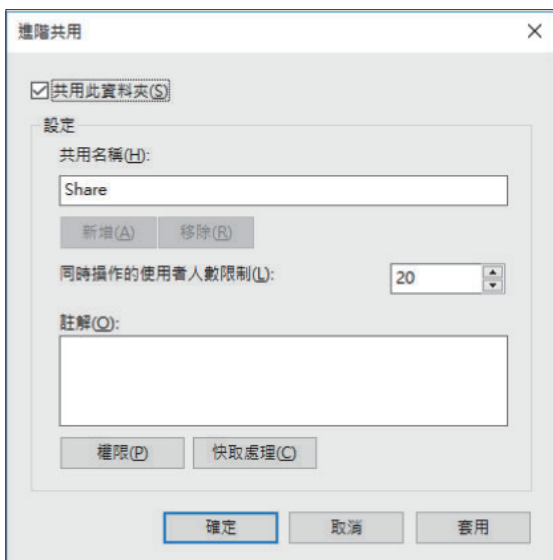 進階共用
共用此資料夾(S)
設定
共用名稱(H):
Share
新增(A) 移除(R)
同時操作的使用者人數限制(L): 20
註解(O):
權限(P) 快取處理(C)
確定 取消 套用